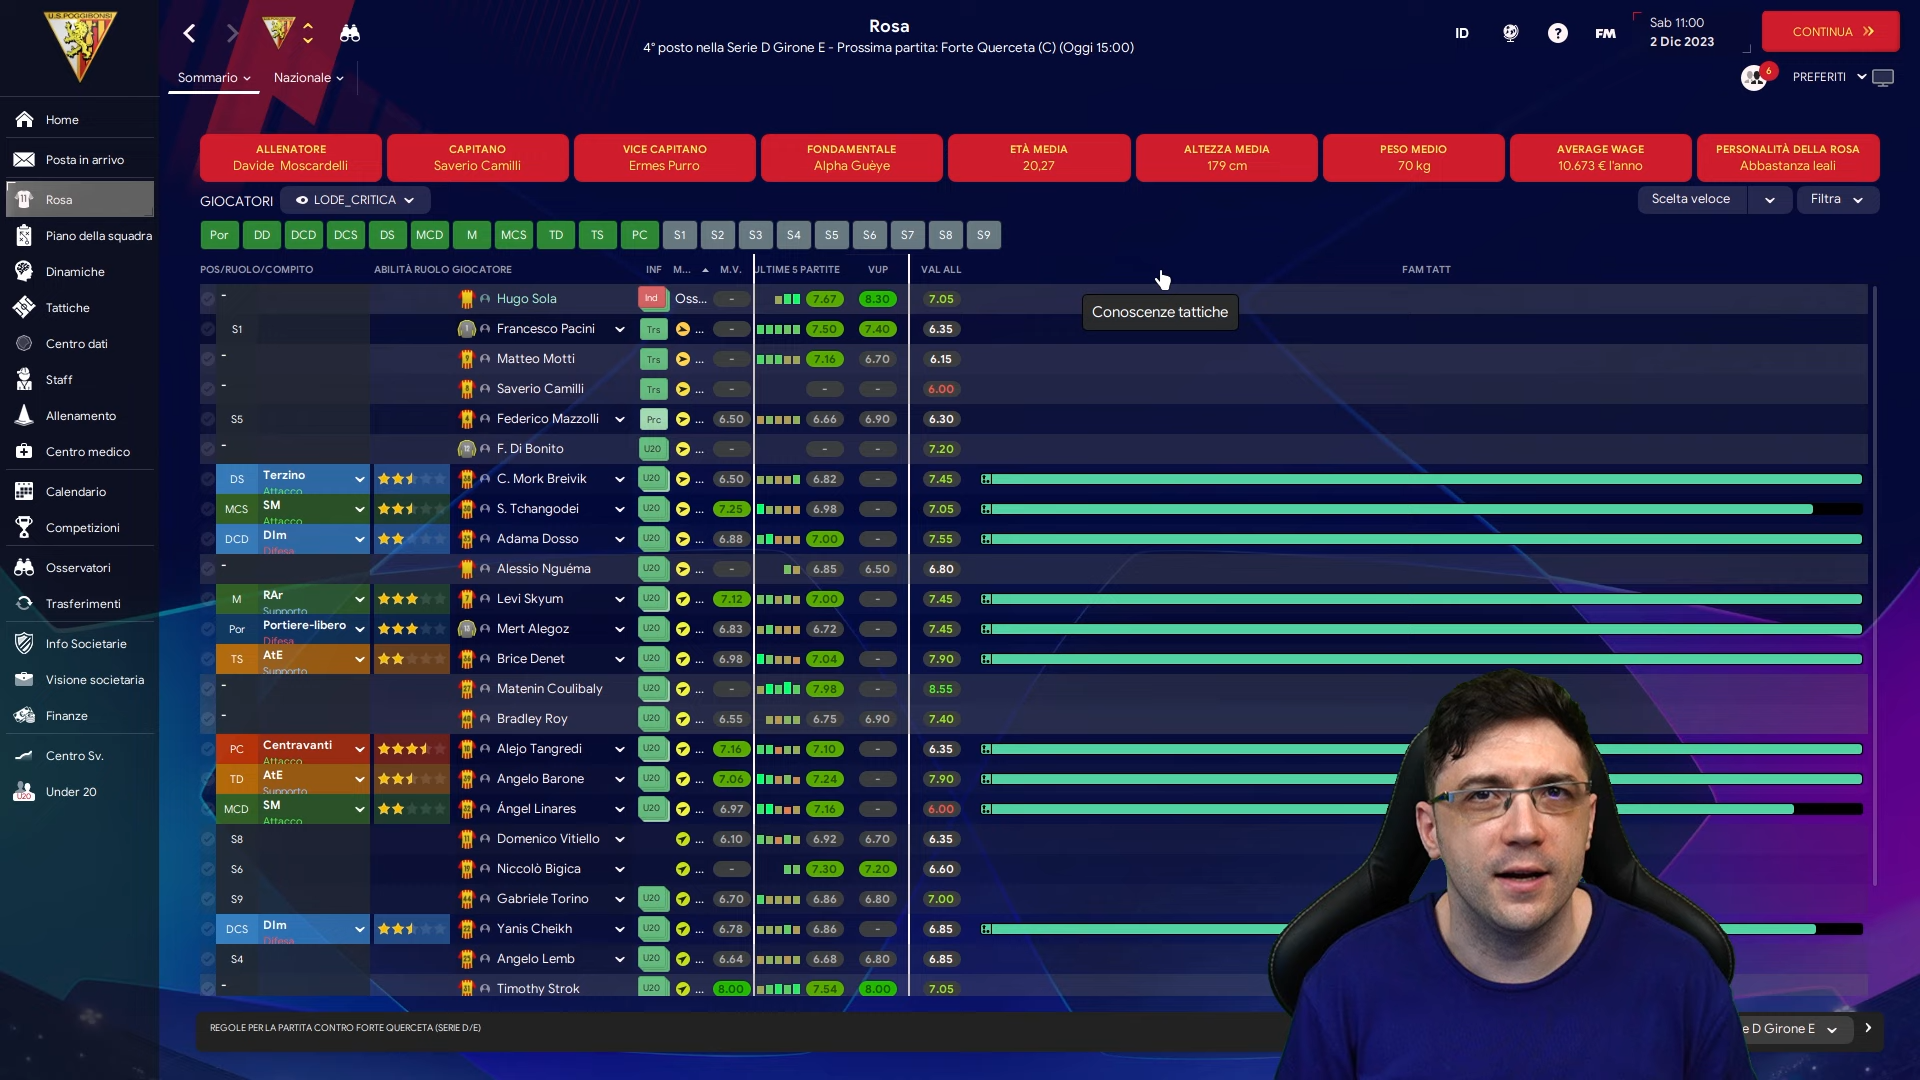 U.S. POGGIBONSI
Rosa
4° posto nella Serie D Girone E - Prossima partita: Forte Querceta (C) (Oggi 15:00)
ID
FM
Sab 11:00
2 Dic 2023
CONTINUA
Sommario
Nazionale
6
PREFERITI
Home
Posta in arrivo
Rosa
Piano della squadra
Dinamiche
Tattiche
Centro dati
Staff
Allenamento
Centro medico
Calendario
Competizioni
Osservatori
Trasferimenti
Info Societarie
Visione societaria
Finanze
Centro Sv.
Under 20
ALLENATORE
Davide Moscardelli
CAPITANO
Saverio Camilli
VICE CAPITANO
Ermes Purro
FONDAMENTALE
Alpha Guèye
ETÀ MEDIA
20,27
ALTEZZA MEDIA
179 cm
PESO MEDIO
70 kg
AVERAGE WAGE
10.673 € l'anno
PERSONALITÀ DELLA ROSA
Abbastanza leali
GIOCATORI
LODE_CRITICA
Scelta veloce
Filtra
Por DD DCD DCS DS MCD M MCS TD TS PC S1 S2 S3 S4 S5 S6 S7 S8 S9
POS/RUOLO/COMPITO ABILITÀ RUOLO GIOCATORE INF M... M.V. ULTIME 5 PARTITE VUP VAL ALL FAM TATT
- Hugo Sola Ind Oss... - 7.67 8.30 7.05
S1 Francesco Pacini Trs ... - 7.50 7.40 6.35
- Matteo Motti Trs ... - 7.16 6.70 6.15
- Saverio Camilli Trs ... - - - 6.00
S5 Federico Mazzolli Prc ... 6.50 6.66 6.90 6.30
- F. Di Bonito U20 ... - - - 7.20
DS Terzino Attacco C. Mork Breivik U20 ... 6.50 6.82 - 7.45
MCS SM Attacco S. Tchangodei U20 ... 7.25 6.98 - 7.05
DCD DIm Difesa Adama Dosso U20 ... 6.88 7.00 - 7.55
- Alessio Nguéma U20 ... - 6.85 6.50 6.80
M RAr Supporto Levi Skyum U20 ... 7.12 7.00 - 7.45
Por Portiere-libero Difesa Mert Alegoz U20 ... 6.83 6.72 - 7.45
TS AtE Supporto Brice Denet U20 ... 6.98 7.04 - 7.90
- Matenin Coulibaly U20 ... - 7.98 - 8.55
- Bradley Roy U20 ... 6.55 6.75 6.90 7.40
PC Centravanti Attacco Alejo Tangredi U20 ... 7.16 7.10 - 6.35
TD AtE Supporto Angelo Barone U20 ... 7.06 7.24 - 7.90
MCD SM Attacco Ángel Linares U20 ... 6.97 7.16 - 6.00
S8 Domenico Vitiello ... 6.10 6.92 6.70 6.35
S6 Niccolò Bigica ... - 7.30 7.20 6.60
S9 Gabriele Torino U20 ... 6.70 6.86 6.80 7.00
DCS DIm Difesa Yanis Cheikh U20 ... 6.78 6.86 - 6.85
S4 Angelo Lemb U20 ... 6.64 6.68 6.80 6.85
- Timothy Strok U20 ... 8.00 7.54 8.00 7.05
Conoscenze tattiche
REGOLE PER LA PARTITA CONTRO FORTE QUERCETA (SERIE D/E)
e D Girone E